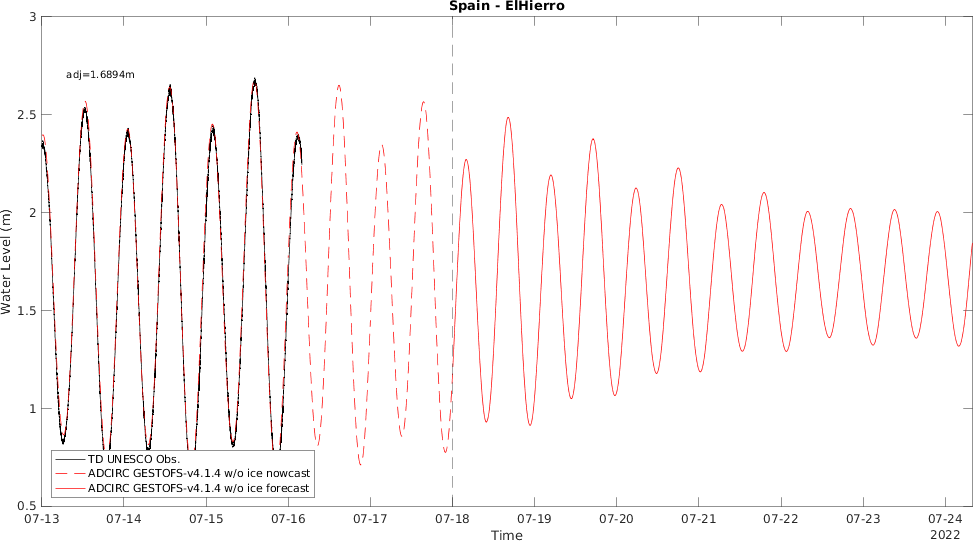 Spain - ElHierro
3
adj=1.6894m
2.5
2
Water Level (m)
1.5
1
TD UNESCO Obs.
ADCIRC GESTOFS-v4.1.4 w/o ice nowcast
ADCIRC GESTOFS-v4.1.4 w/o ice forecast
0.5
07-13 07-14 07-15 07-16 07-17 07-18 07-19 07-20 07-21 07-22 07-23 07-24
Time
2022